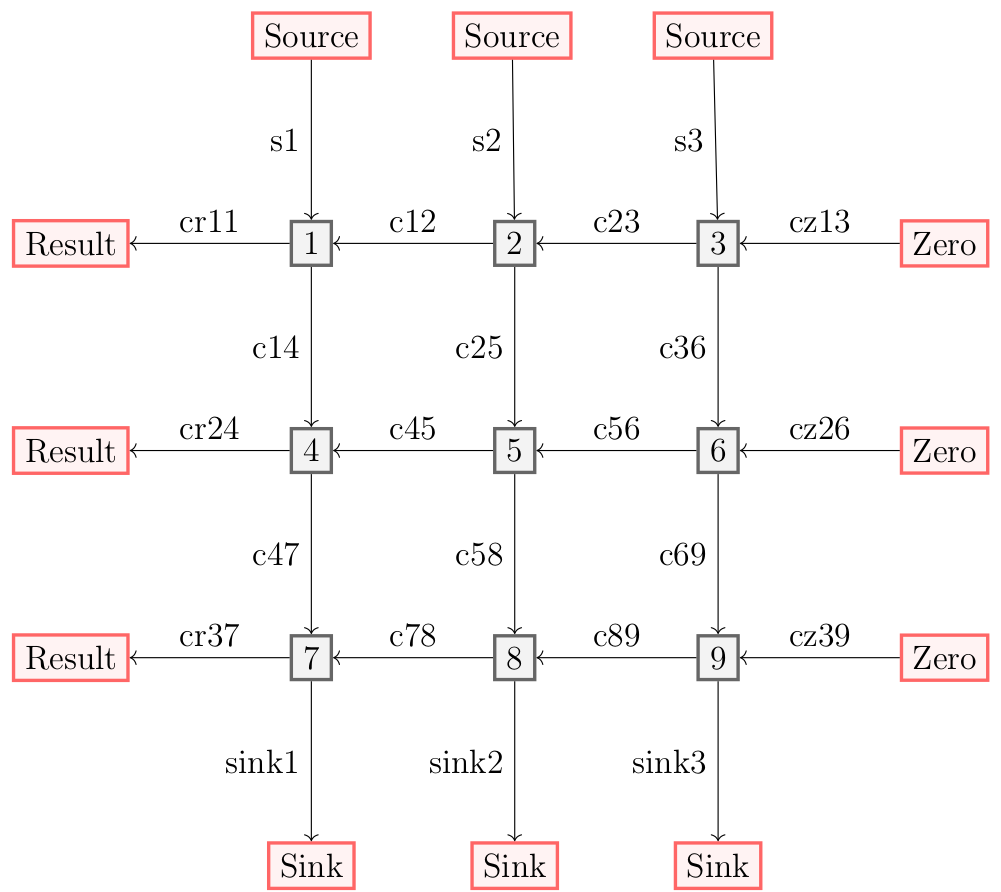 Source Source Source
s1 s2 s3
cr11 c12 c23 cz13
Result 1 2 3 Zero
c14 c25 c36
cr24 c45 c56 cz26
Result 4 5 6 Zero
c47 c58 c69
cr37 c78 c89 cz39
Result 7 8 9 Zero
sink1 sink2 sink3
Sink Sink Sink